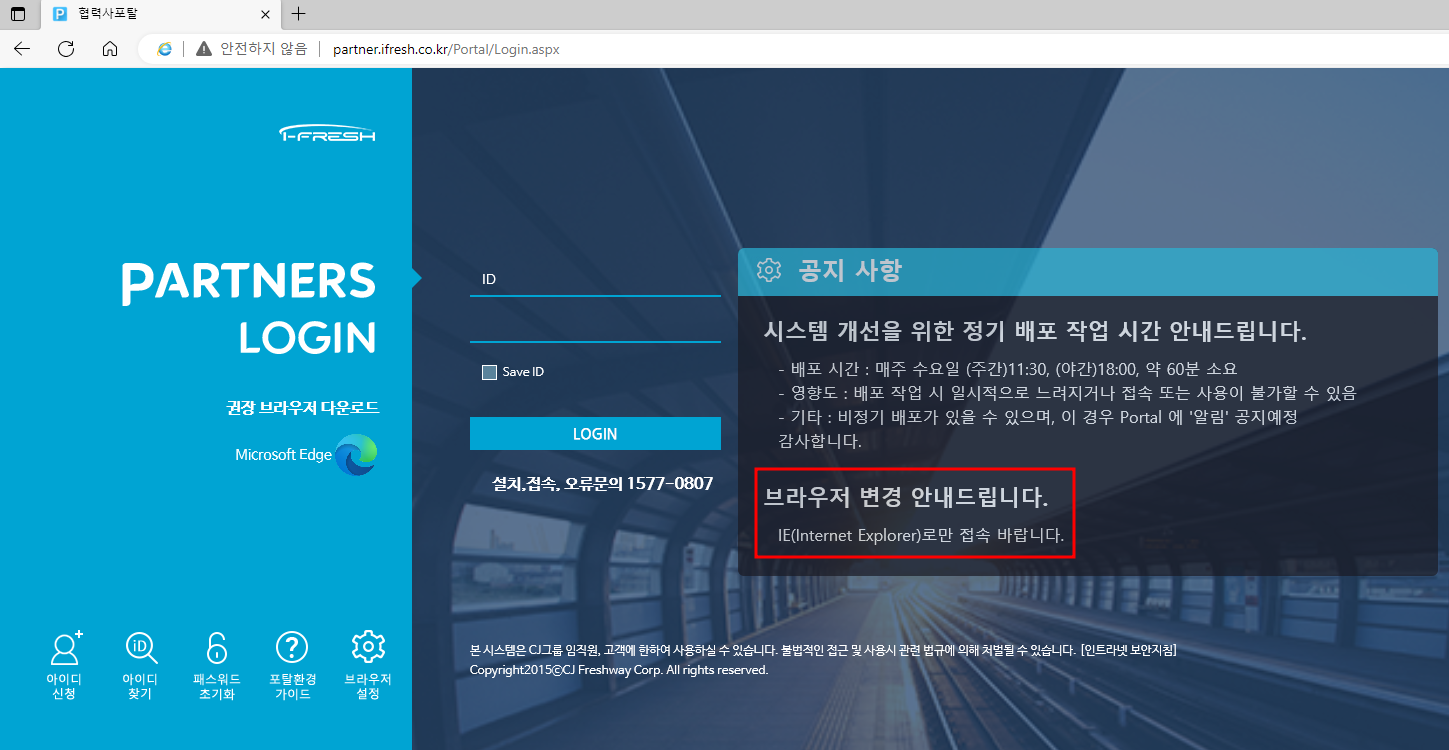 협력사포탈
안전하지 않음
partner.ifresh.co.kr/Portal/Login.aspx
I-FRESH
PARTNERS
LOGIN
권장 브라우저 다운로드
Microsoft Edge
아이디
신청
아이디
찾기
패스워드
초기화
포탈환경
가이드
브라우저
설정
ID
Save ID
LOGIN
설치,접속, 오류문의 1577-0807
공지 사항
시스템 개선을 위한 정기 배포 작업 시간 안내드립니다.
- 배포 시간 : 매주 수요일 (주간)11:30, (야간)18:00, 약 60분 소요
- 영향도 : 배포 작업 시 일시적으로 느려지거나 접속 또는 사용이 불가할 수 있음
- 기타 : 비정기 배포가 있을 수 있으며, 이 경우 Portal 에 '알림' 공지예정
감사합니다.
브라우저 변경 안내드립니다.
IE(Internet Explorer)로만 접속 바랍니다.
본 시스템은 CJ그룹 임직원, 고객에 한하여 사용하실 수 있습니다. 불법적인 접근 및 사용시 관련 법규에 의해 처벌될 수 있습니다. [인트라넷 보안지침]
Copyright2015ⓒCJ Freshway Corp. All rights reserved.